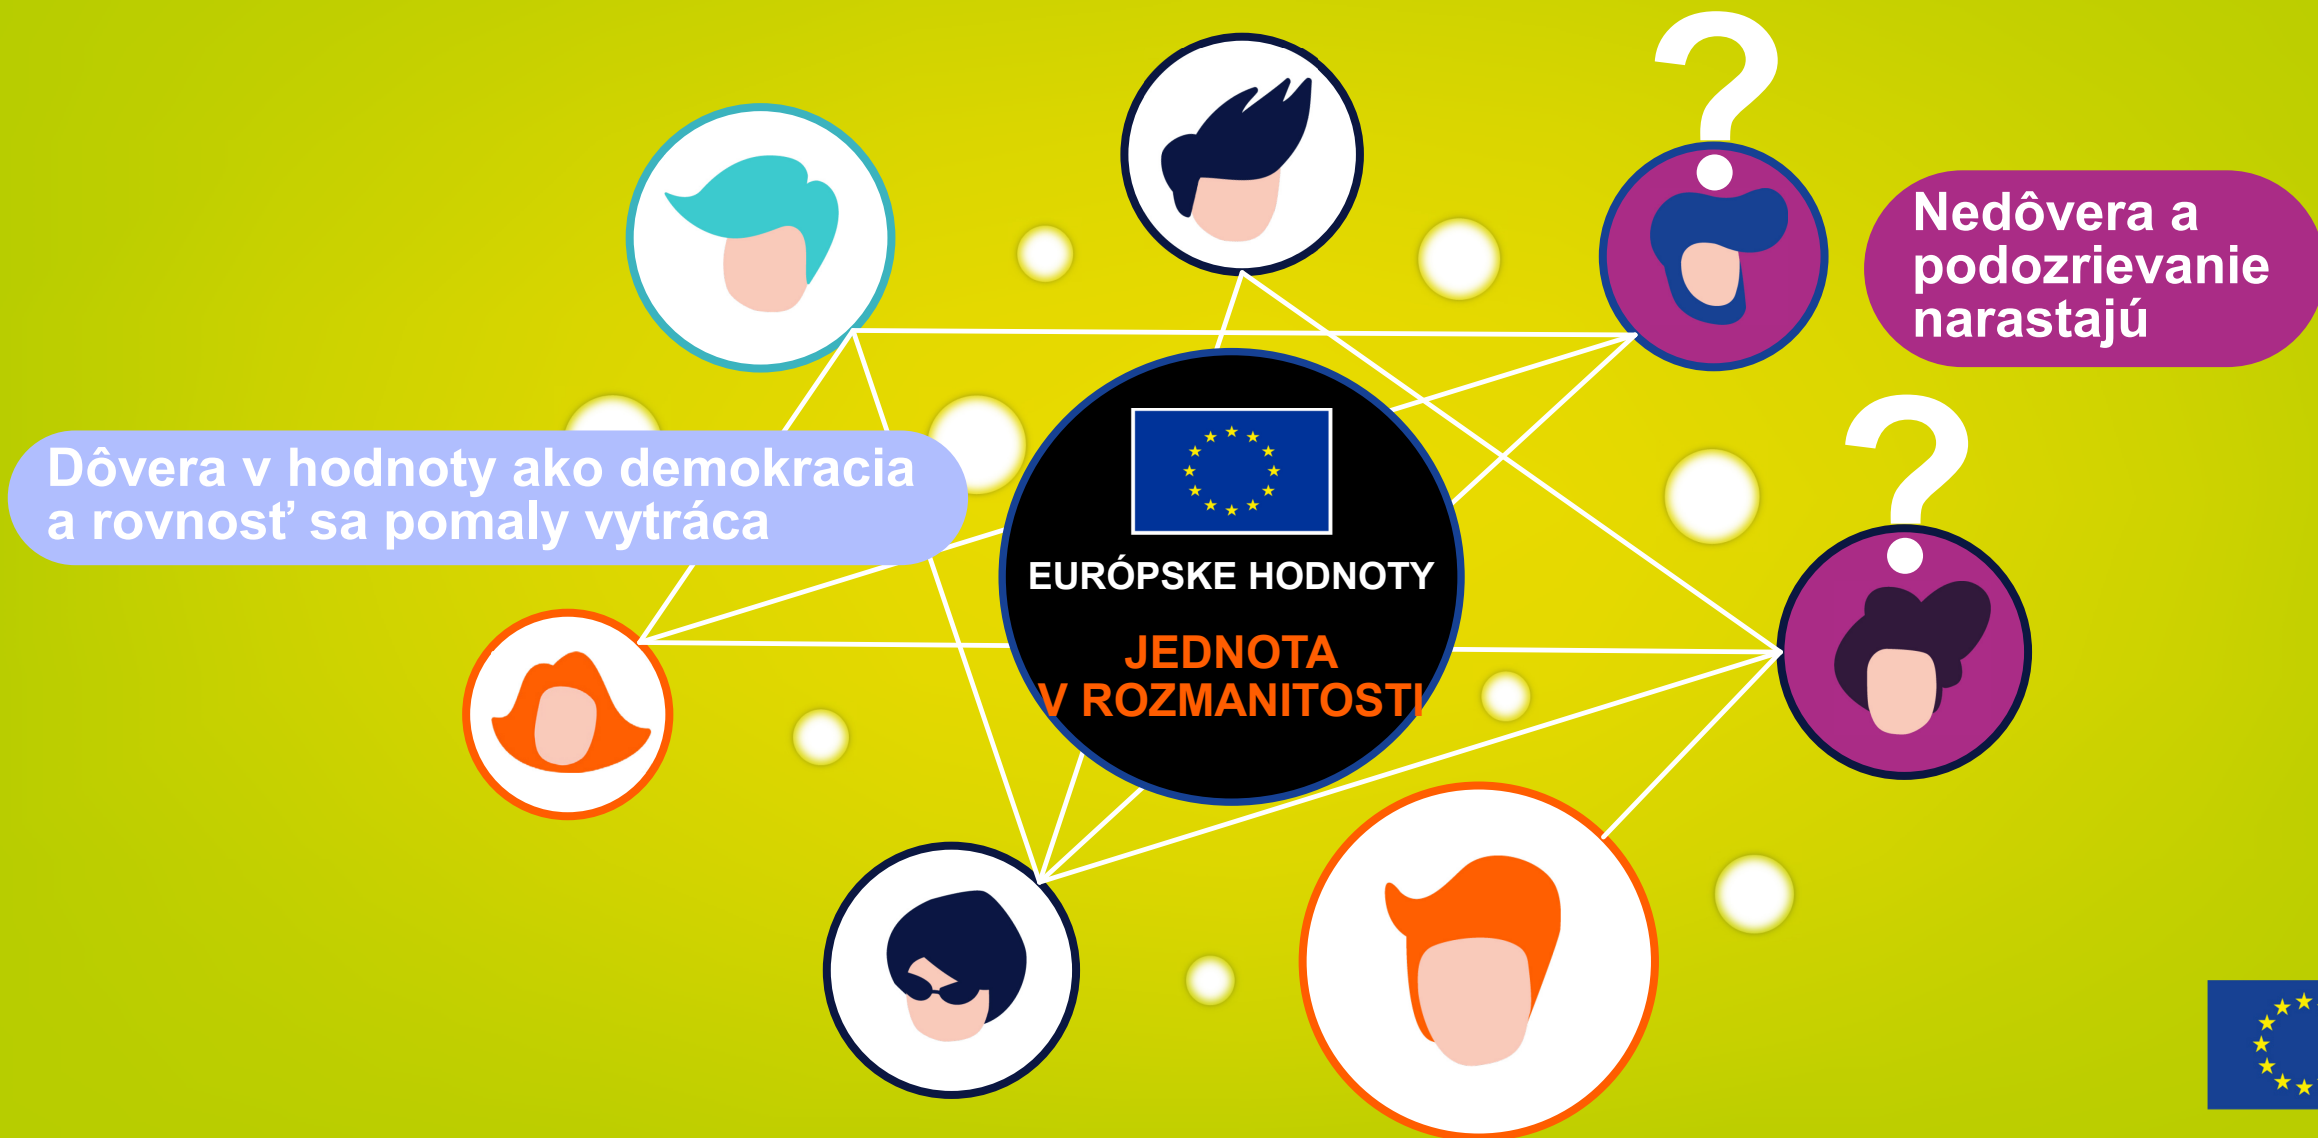 ?
Nedôvera a
podozrievanie
narastajú
?
Dôvera v hodnoty ako demokracia
a rovnosť sa pomaly vytráca
EURÓPSKE HODNOTY
JEDNOTA
V ROZMANITOSTI